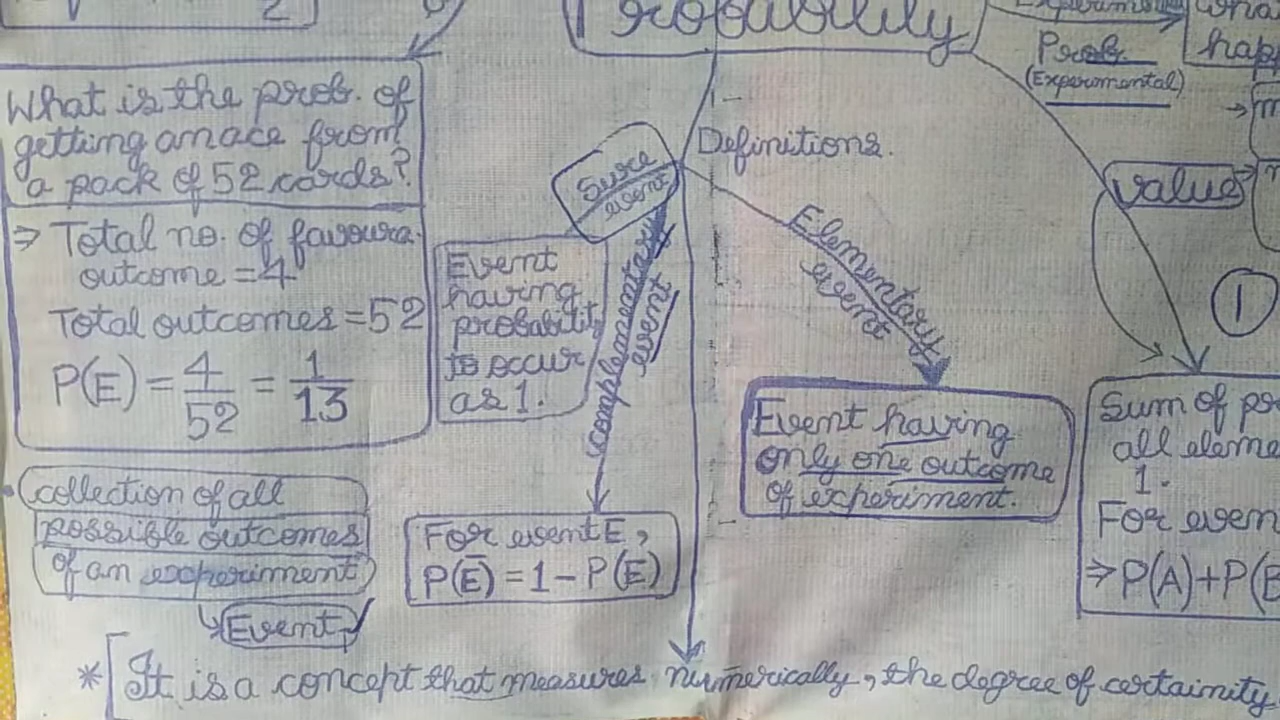 2
Probability
Prob.
(Experomental)
What is the prob. of
getting an ace from
a pack of 52 cards?
⇒ Total no. of favoura.
outcome = 4
Total outcomes = 52
P(E) = 4/52 = 1/13
collection of all
possible outcomes
of an experiment
Event
Definitions.
Sure
event
Event
having
probability
to occur
as 1.
complementary
event
For event E,
P(E̅) = 1 - P(E)
Elementary
event
Event having
only one outcome
of experiment.
value
1
Sum of
all
1.
For
⇒ P(A)+P(
* [It is a concept that measures numerically, the degree of certainity